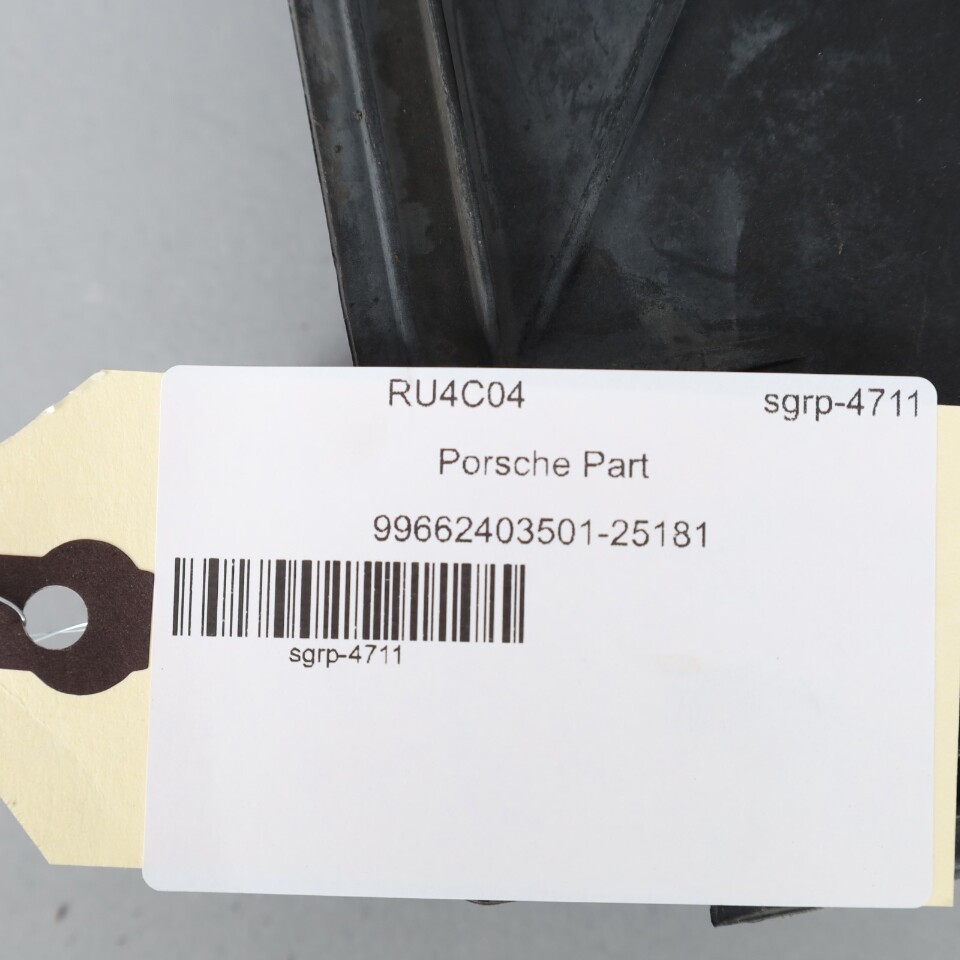 RU4C04 sgrp-4711
Porsche Part
99662403501-25181
sgrp-4711